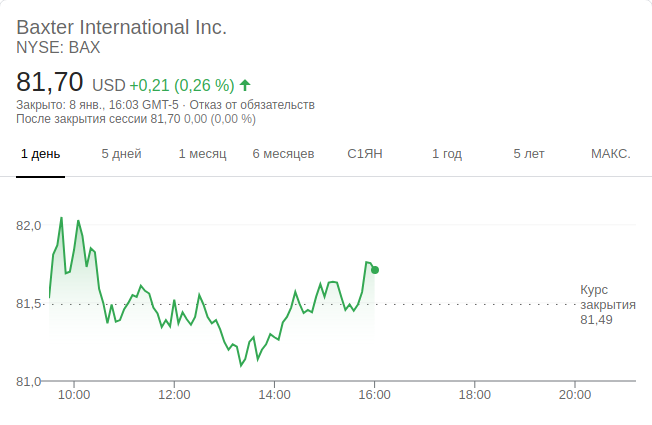 Baxter International Inc.
NYSE: BAX
81,70 USD +0,21 (0,26 %)
Закрыто: 8 янв., 16:03 GMT-5 · Отказ от обязательств
После закрытия сессии 81,70 0,00 (0,00 %)
1 день 5 дней 1 месяц 6 месяцев С1ЯН 1 год 5 лет МАКС.
82,0
81,5
81,0
Курс
закрытия
81,49
10:00 12:00 14:00 16:00 18:00 20:00